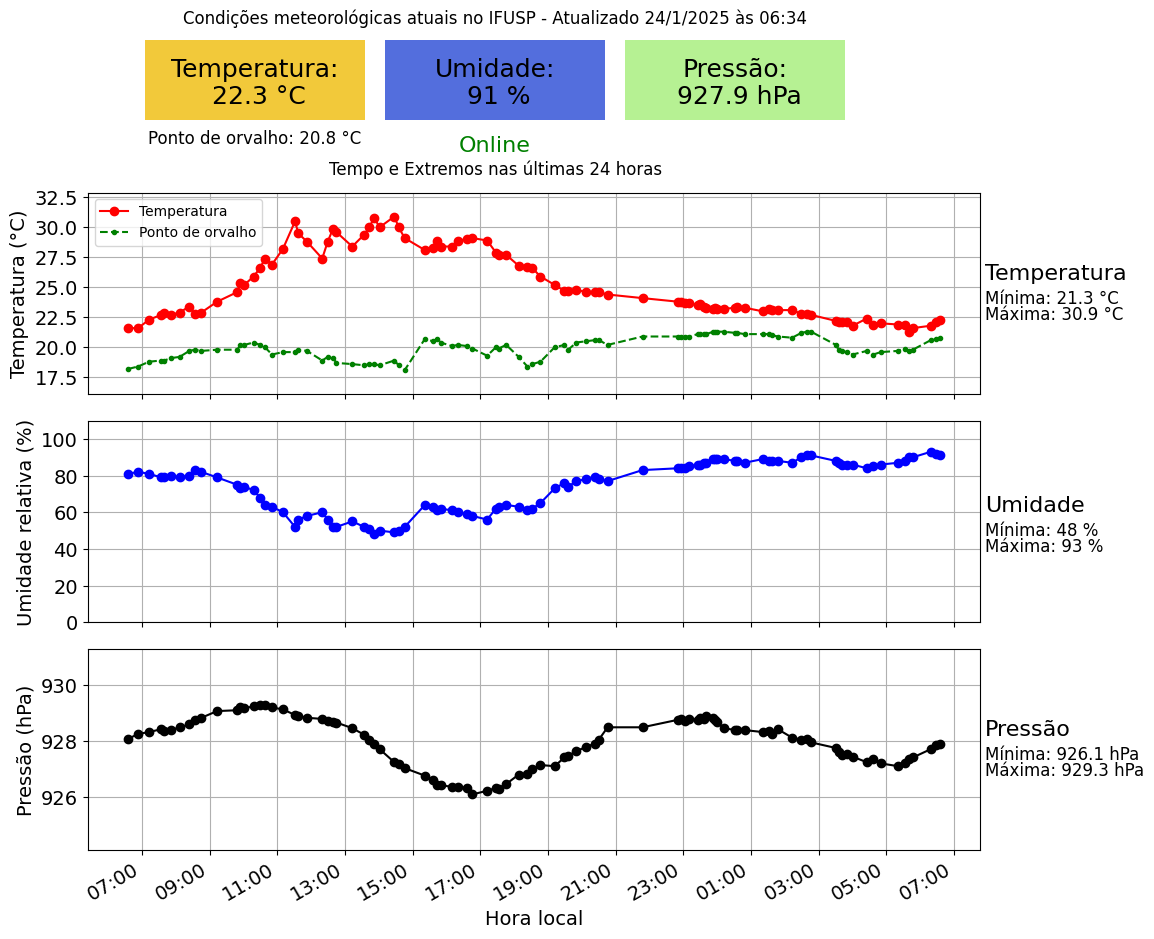 Condições meteorológicas atuais no IFUSP - Atualizado 24/1/2025 às 06:34
Temperatura:
22.3 °C
Umidade:
91 %
Pressão:
927.9 hPa
Ponto de orvalho: 20.8 °C
Online
Tempo e Extremos nas últimas 24 horas
Temperatura (°C)
32.5
30.0
27.5
25.0
22.5
20.0
17.5
Temperatura
Ponto de orvalho
Temperatura
Mínima: 21.3 °C
Máxima: 30.9 °C
Umidade relativa (%)
100
80
60
40
20
0
Umidade
Mínima: 48 %
Máxima: 93 %
Pressão (hPa)
930
928
926
Pressão
Mínima: 926.1 hPa
Máxima: 929.3 hPa
07:00 09:00 11:00 13:00 15:00 17:00 19:00 21:00 23:00 01:00 03:00 05:00 07:00
Hora local